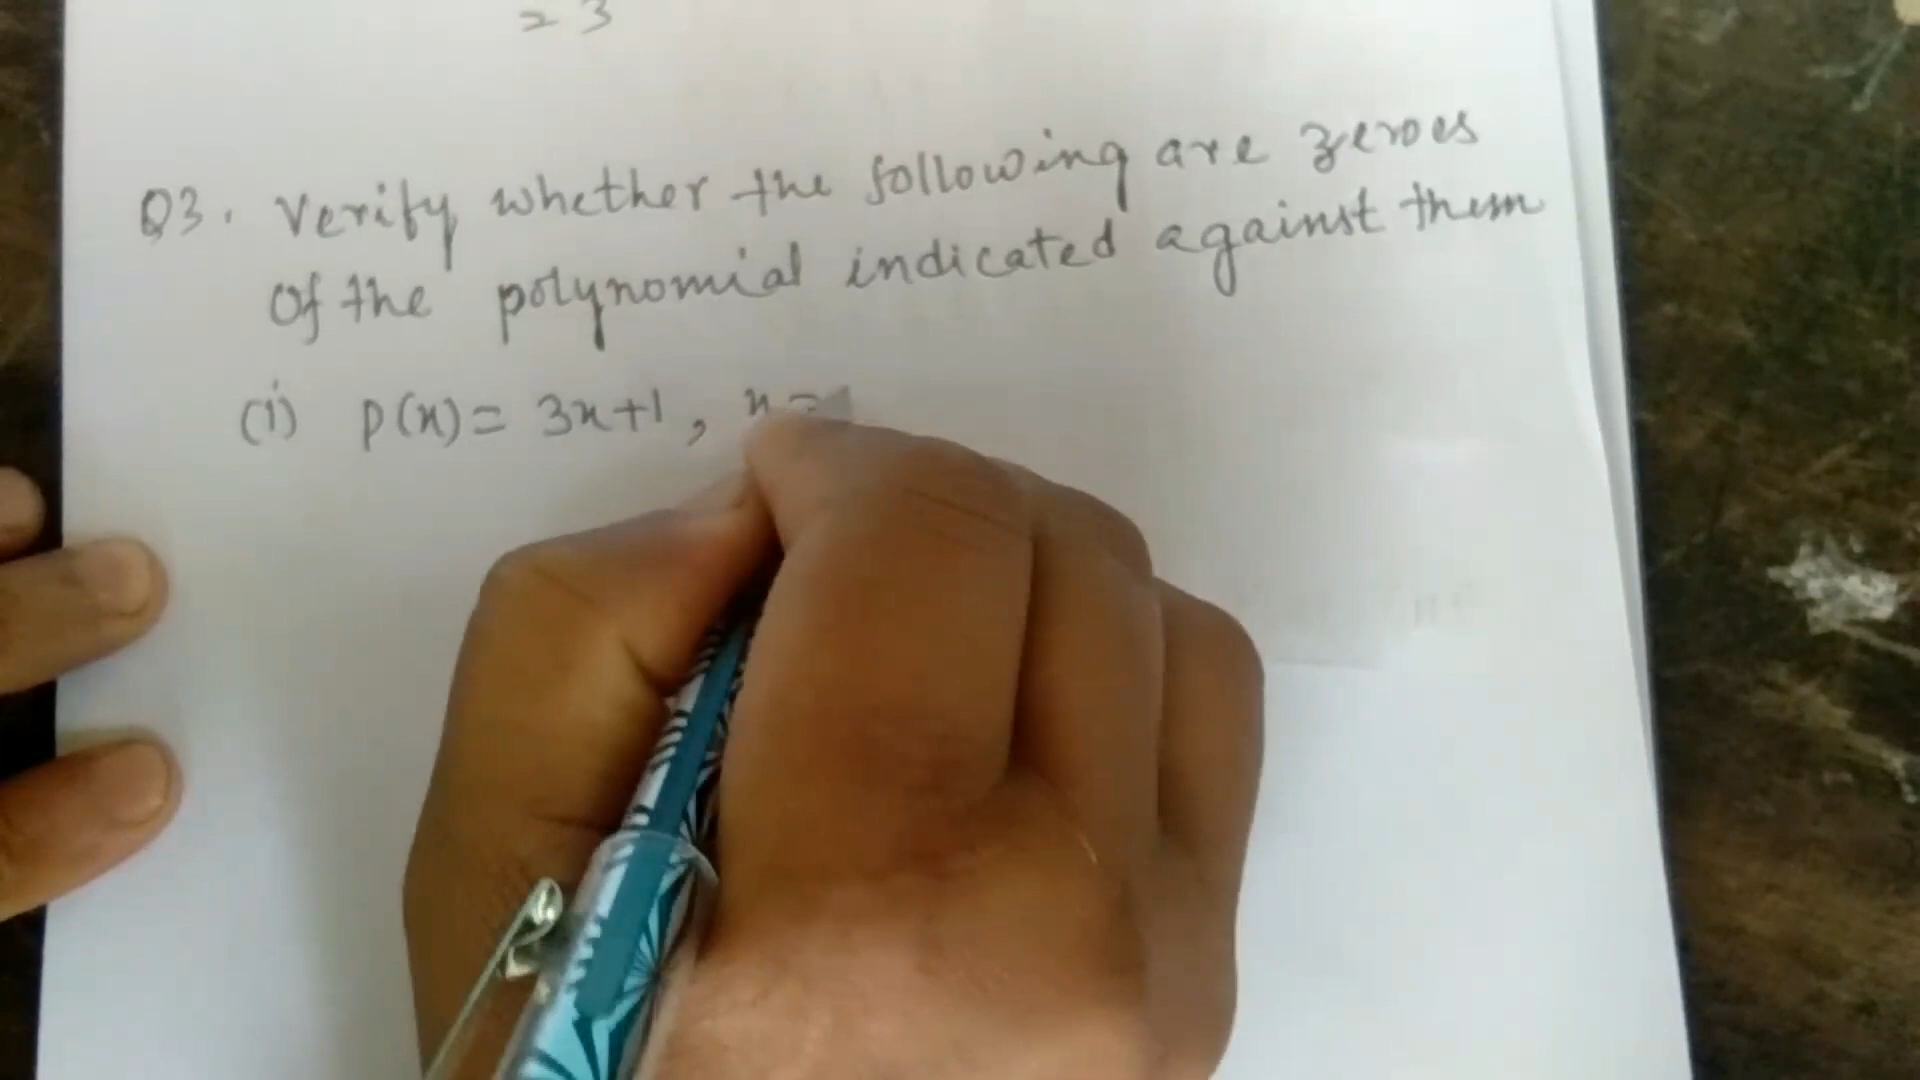 = 3
Q3. Verify whether the following are zeroes
Of the polynomial indicated against them
(i) P(x) = 3x+1, x =